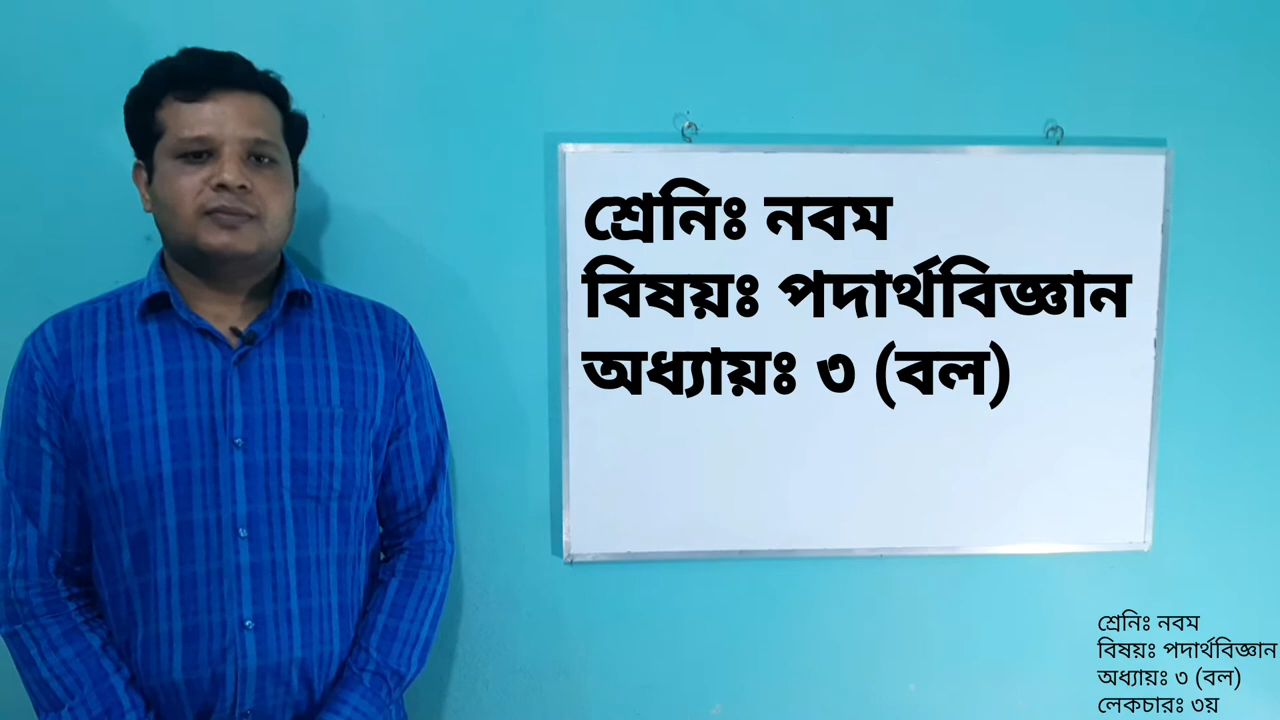 শ্রেনিঃ নবম
বিষয়ঃ পদার্থবিজ্ঞান
অধ্যায়ঃ ৩ (বল)
শ্রেনিঃ নবম
বিষয়ঃ পদার্থবিজ্ঞান
অধ্যায়ঃ ৩ (বল)
লেকচারঃ ৩য়